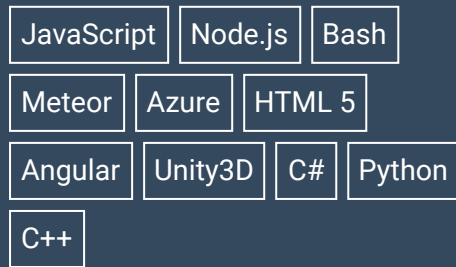 JavaScript Node.js Bash
Meteor Azure HTML 5
Angular Unity3D C# Python
C++